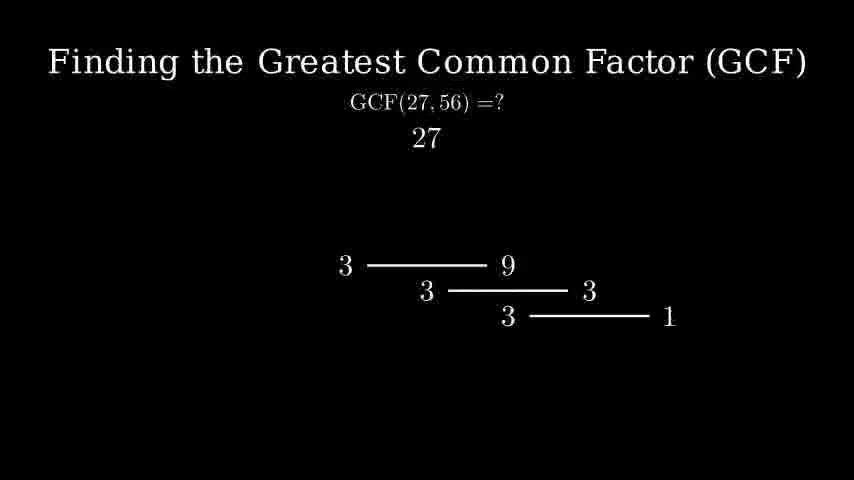 Finding the Greatest Common Factor (GCF)
GCF(27, 56) =?
27
3 9
3 3
3 1